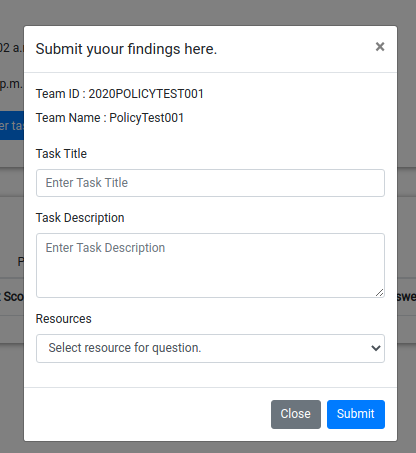 Submit yuour findings here.
×
02 a.
Team ID : 2020POLICYTEST001
p.m.
Team Name : PolicyTest001
er
Task Title
Enter Task Title
Task Description
Enter Task Description
P
Sco
swe
Resources
Select resource for question.
Close
Submit